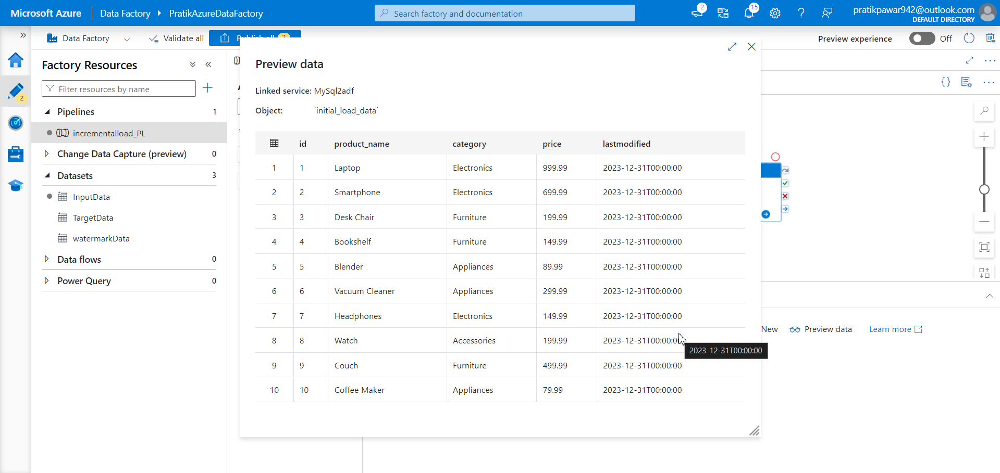 Microsoft Azure Data Factory PratikAzureDataFactory
Search factory and documentation
2
15
pratikpawar942@outlook.com
DEFAULT DIRECTORY
Data Factory
Validate all
Publish all 2
Preview experience
Off
2
Factory Resources
Filter resources by name
Pipelines 1
incrementalload_PL
Change Data Capture (preview) 0
Datasets 3
InputData
TargetData
watermarkData
Data flows 0
Power Query 0
Preview data
Linked service: MySql2adf
Object: `initial_load_data`
id product_name category price lastmodified
1 1 Laptop Electronics 999.99 2023-12-31T00:00:00
2 2 Smartphone Electronics 699.99 2023-12-31T00:00:00
3 3 Desk Chair Furniture 199.99 2023-12-31T00:00:00
4 4 Bookshelf Furniture 149.99 2023-12-31T00:00:00
5 5 Blender Appliances 89.99 2023-12-31T00:00:00
6 6 Vacuum Cleaner Appliances 299.99 2023-12-31T00:00:00
7 7 Headphones Electronics 149.99 2023-12-31T00:00:00
8 8 Watch Accessories 199.99 2023-12-31T00:00:00
9 9 Couch Furniture 499.99 2023-12-31T00:00:00
10 10 Coffee Maker Appliances 79.99 2023-12-31T00:00:00
2023-12-31T00:00:00
New Preview data Learn more